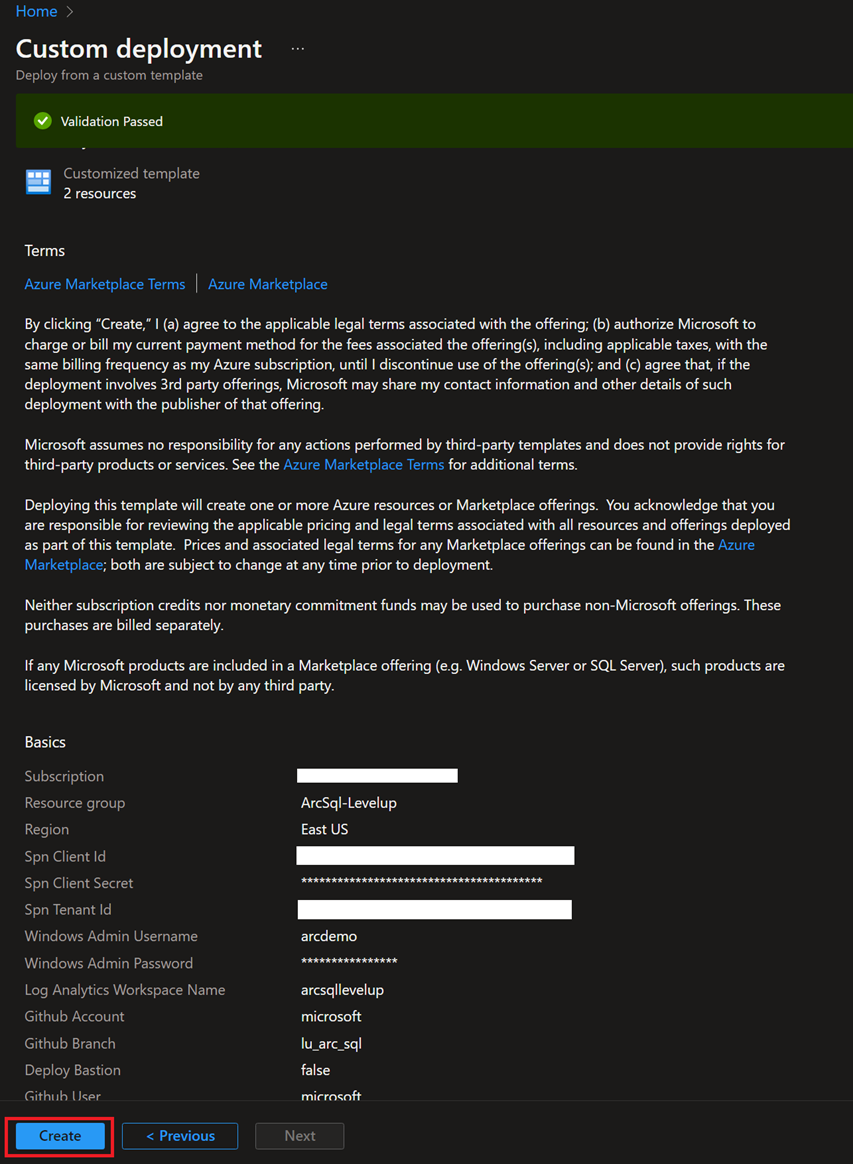 Home >
Custom deployment ...
Deploy from a custom template
Validation Passed
Customized template
2 resources
Terms
Azure Marketplace Terms | Azure Marketplace
By clicking “Create,” I (a) agree to the applicable legal terms associated with the offering; (b) authorize Microsoft to
charge or bill my current payment method for the fees associated the offering(s), including applicable taxes, with the
same billing frequency as my Azure subscription, until I discontinue use of the offering(s); and (c) agree that, if the
deployment involves 3rd party offerings, Microsoft may share my contact information and other details of such
deployment with the publisher of that offering.
Microsoft assumes no responsibility for any actions performed by third-party templates and does not provide rights for
third-party products or services. See the Azure Marketplace Terms for additional terms.
Deploying this template will create one or more Azure resources or Marketplace offerings.  You acknowledge that you
are responsible for reviewing the applicable pricing and legal terms associated with all resources and offerings deployed
as part of this template.  Prices and associated legal terms for any Marketplace offerings can be found in the Azure
Marketplace; both are subject to change at any time prior to deployment.
Neither subscription credits nor monetary commitment funds may be used to purchase non-Microsoft offerings. These
purchases are billed separately.
If any Microsoft products are included in a Marketplace offering (e.g. Windows Server or SQL Server), such products are
licensed by Microsoft and not by any third party.
Basics
Subscription
Resource group ArcSql-Levelup
Region East US
Spn Client Id
Spn Client Secret ****************************************
Spn Tenant Id
Windows Admin Username arcdemo
Windows Admin Password ****************
Log Analytics Workspace Name arcsqllevelup
Github Account microsoft
Github Branch lu_arc_sql
Deploy Bastion false
Github User microsoft
Create < Previous Next